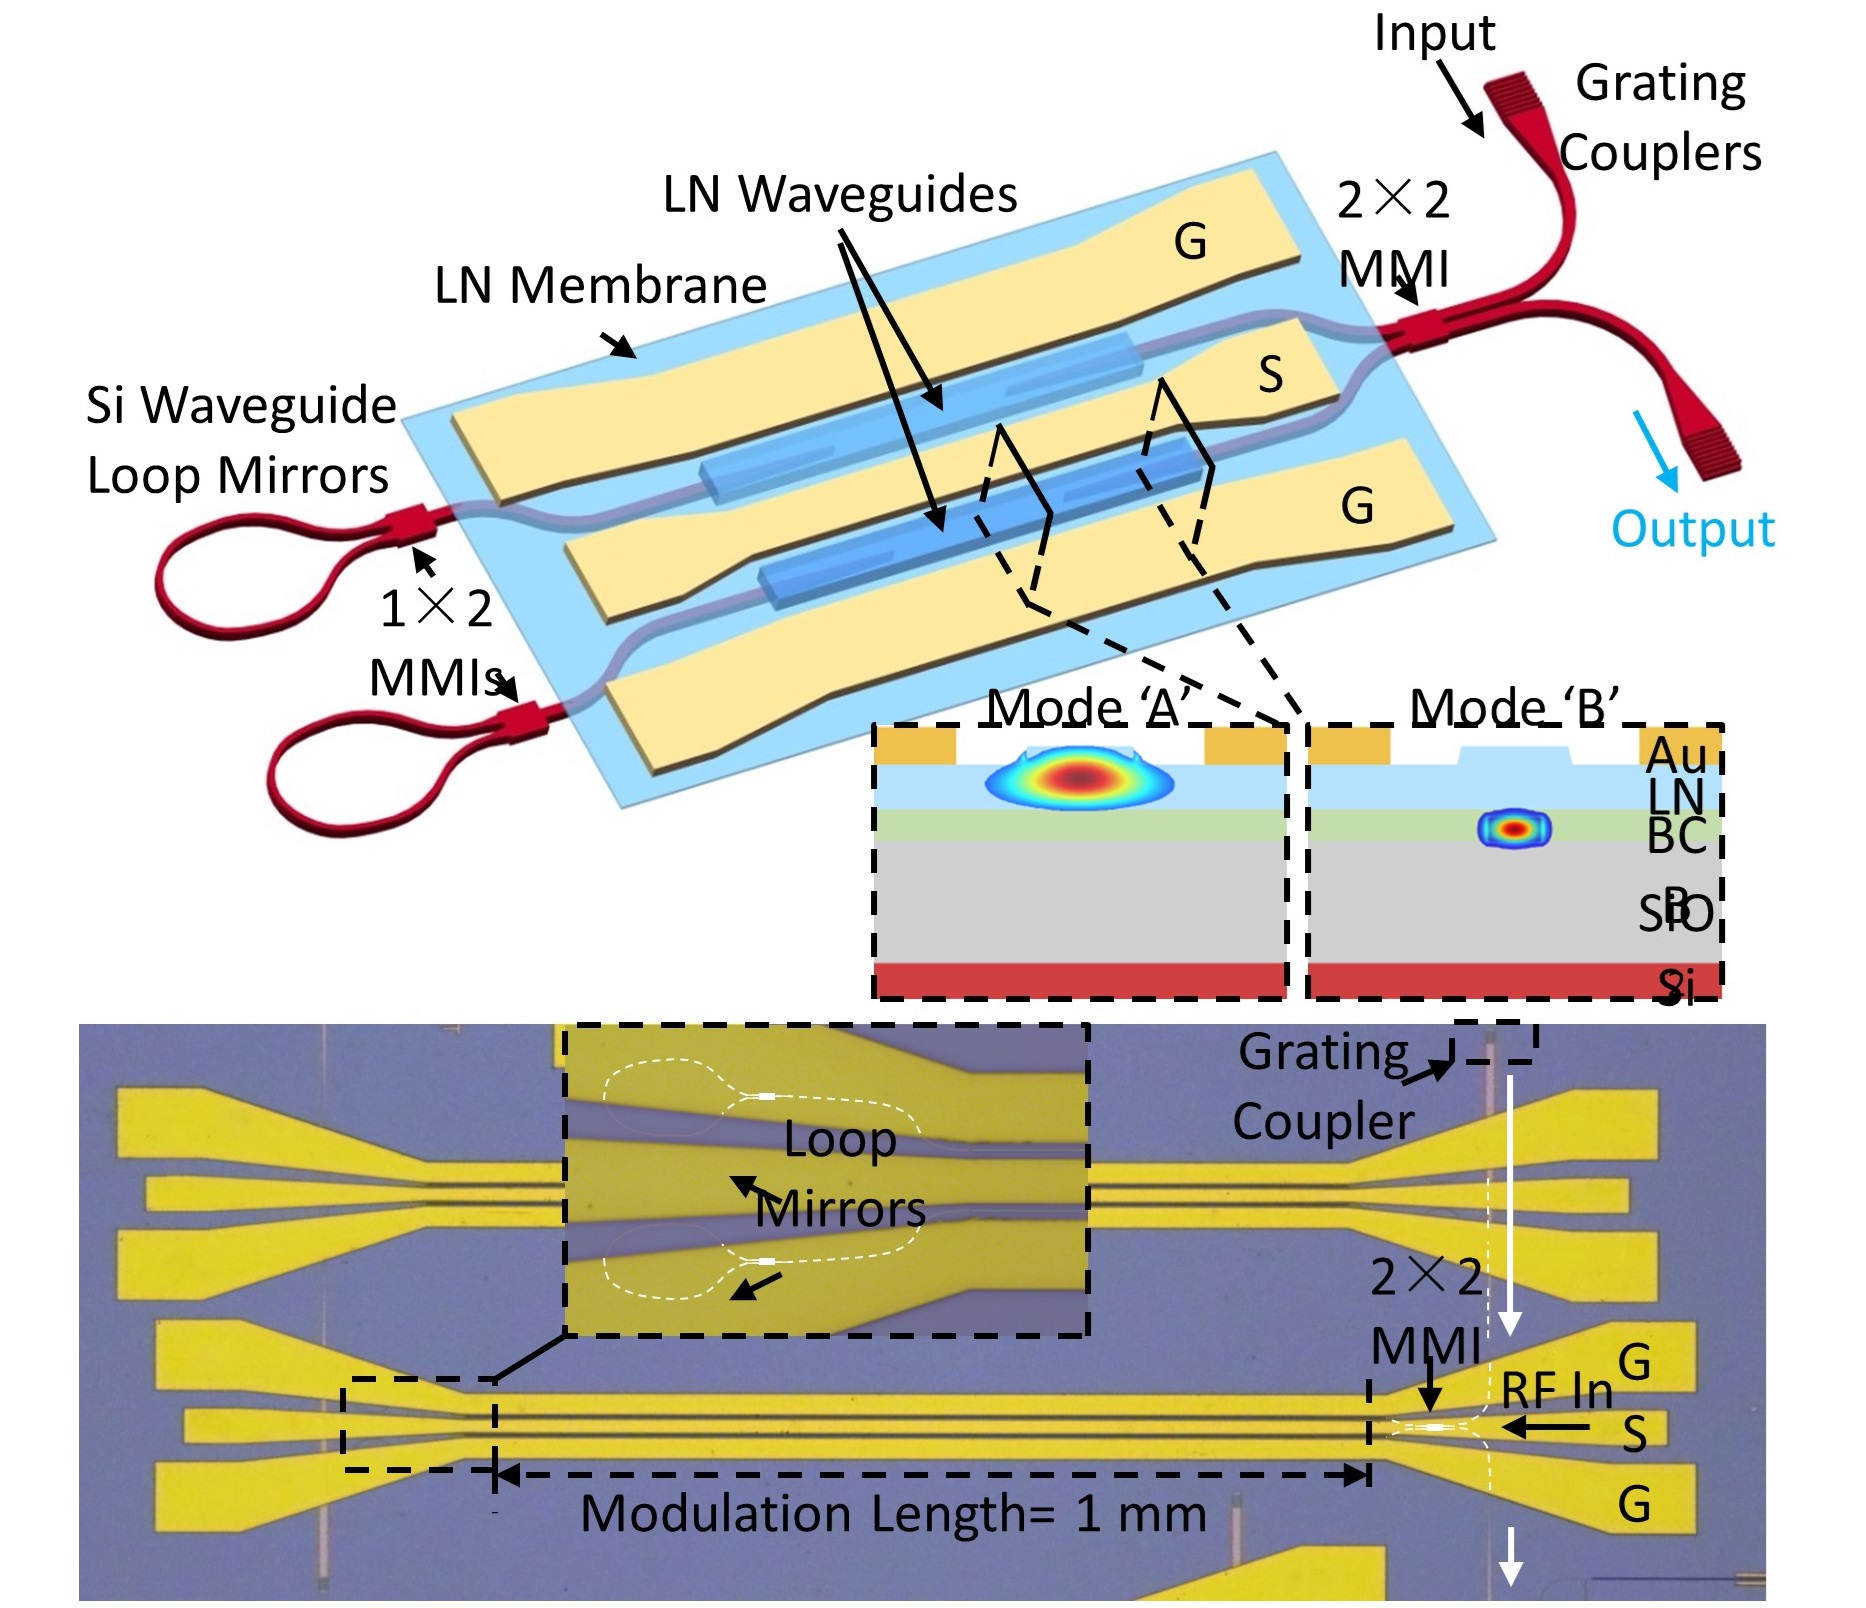 Input
Grating
Couplers
2×2
MMI
LN Waveguides
G
LN Membrane
S
Si Waveguide
Loop Mirrors
G
Output
1×2
MMIs
Mode ‘A’
Mode ‘B’
Au
LN
BC
B
SiO
2
Si
Grating
Coupler
Loop
Mirrors
2×2
MMI
G
RF In
S
Modulation Length= 1 mm
G